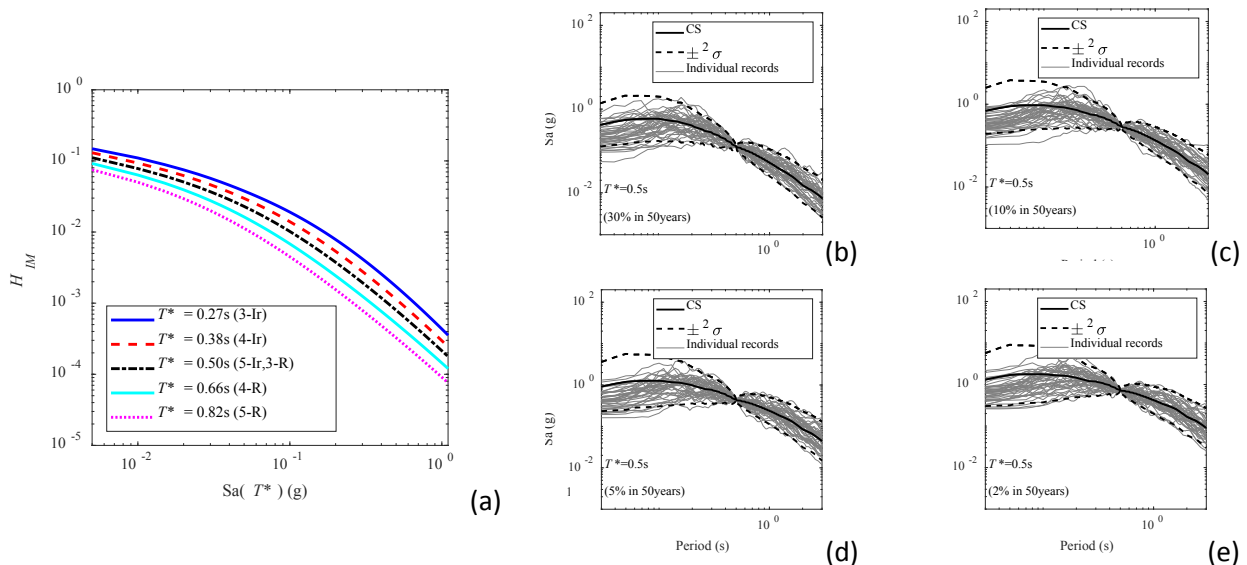 10^0
10^-1
10^-2
10^-3
10^-4
10^-5
H_IM
T* = 0.27s (3-Ir)
T* = 0.38s (4-Ir)
T* = 0.50s (5-Ir,3-R)
T* = 0.66s (4-R)
T* = 0.82s (5-R)
10^-2
10^-1
10^0
Sa( T* ) (g)
(a)
10^2
10^0
10^-2
Sa (g)
CS
± 2 σ
Individual records
T*=0.5s
(30% in 50years)
10^0
(b)
10^2
10^0
10^-2
CS
± 2 σ
Individual records
T*=0.5s
(10% in 50years)
10^0
(c)
10^2
10^0
10^-2
Sa (g)
CS
± 2 σ
Individual records
T*=0.5s
(5% in 50years)
10^0
Period (s)
(d)
10^2
10^0
10^-2
CS
± 2 σ
Individual records
T*=0.5s
(2% in 50years)
10^0
Period (s)
(e)